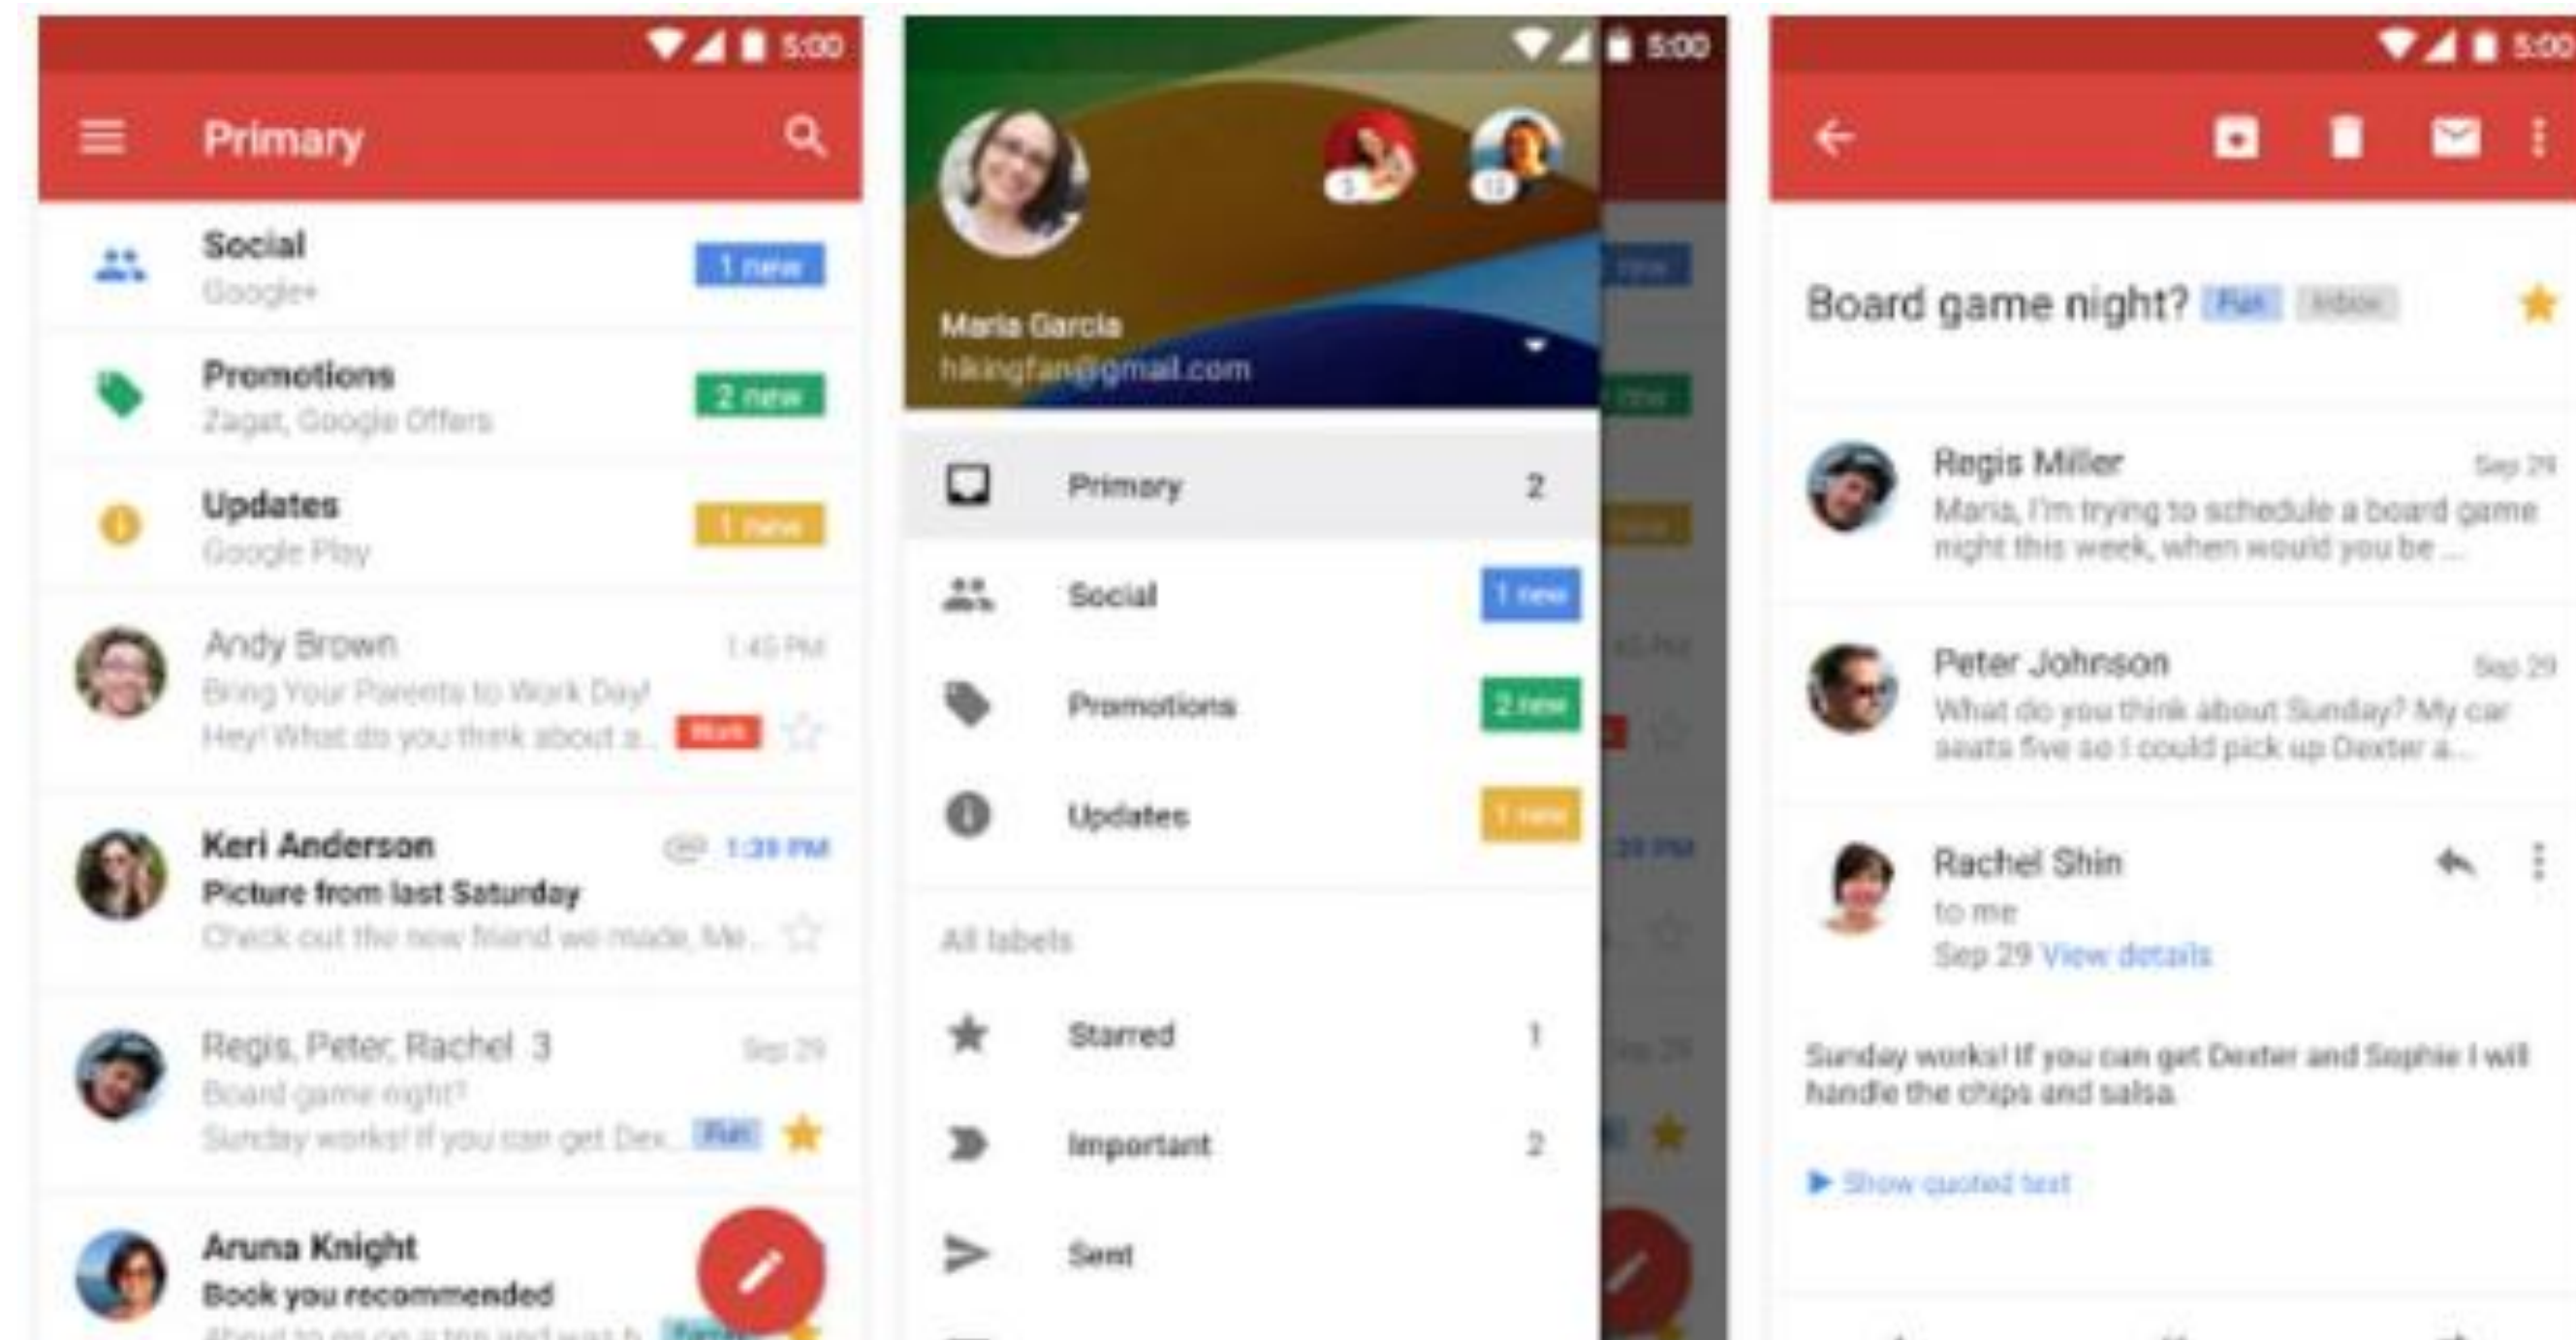 5:00
Primary
Social
1 new
Google+
Promotions
2 new
Zagat, Google Offers
Updates
1 new
Google Play
Andy Brown
1:45 PM
Bring Your Parents to Work Day!
Hey! What do you think about a...
Work
Keri Anderson
1:39 PM
Picture from last Saturday
Check out the new friend we made, Me...
Regis, Peter, Rachel 3
Sep 29
Board game night?
Sunday works! If you can get Dex...
Fun
Aruna Knight
Book you recommended
5:00
3
Maria Garcia
hikingfan@gmail.com
Primary
2
Social
1 new
Promotions
2 new
Updates
1 new
All labels
Starred
1
Important
2
Sent
5:00
Board game night?
Fun
Inbox
Regis Miller
Sep 29
Maria, I'm trying to schedule a board game
night this week, when would you be ...
Peter Johnson
Sep 29
What do you think about Sunday? My car
seats five so I could pick up Dexter a...
Rachel Shin
to me
Sep 29 View details
Sunday works! If you can get Dexter and Sophie I will
handle the chips and salsa.
Show quoted text